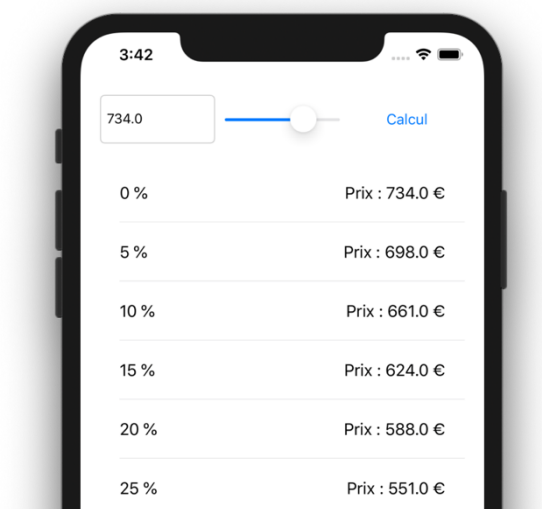 3:42
734.0 Calcul
0 % Prix : 734.0 €
5 % Prix : 698.0 €
10 % Prix : 661.0 €
15 % Prix : 624.0 €
20 % Prix : 588.0 €
25 % Prix : 551.0 €